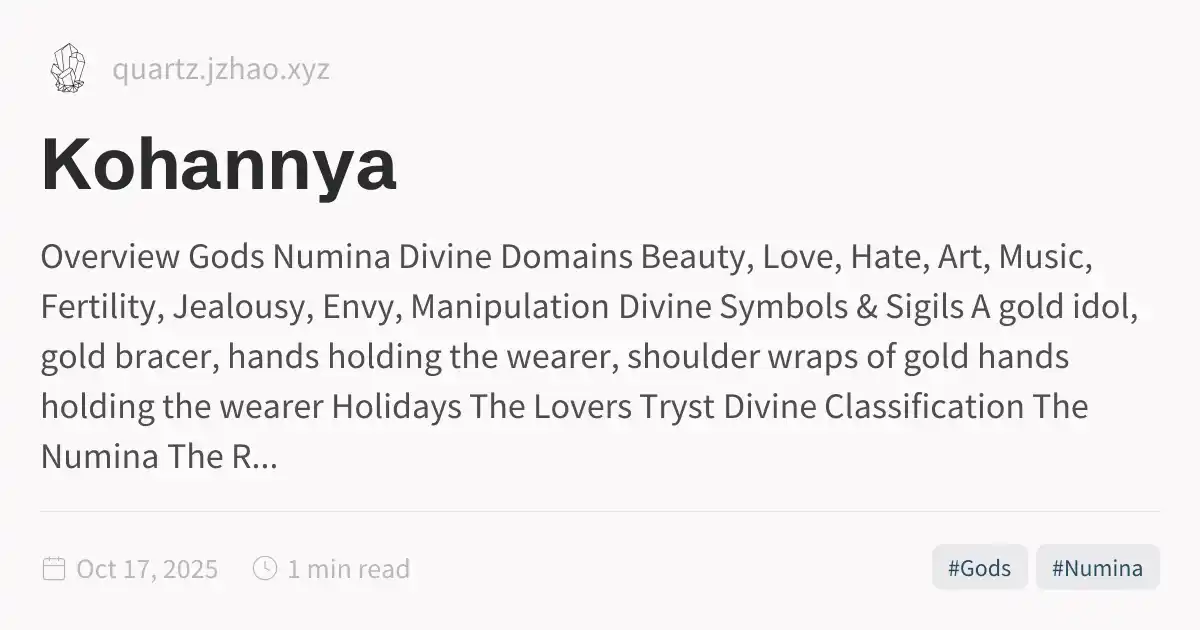 quartz.jzhao.xyz
Kohannya
Overview Gods Numina Divine Domains Beauty, Love, Hate, Art, Music,
Fertility, Jealousy, Envy, Manipulation Divine Symbols & Sigils A gold idol,
gold bracer, hands holding the wearer, shoulder wraps of gold hands
holding the wearer Holidays The Lovers Tryst Divine Classification The
Numina The R...
Oct 17, 2025 1 min read #Gods #Numina